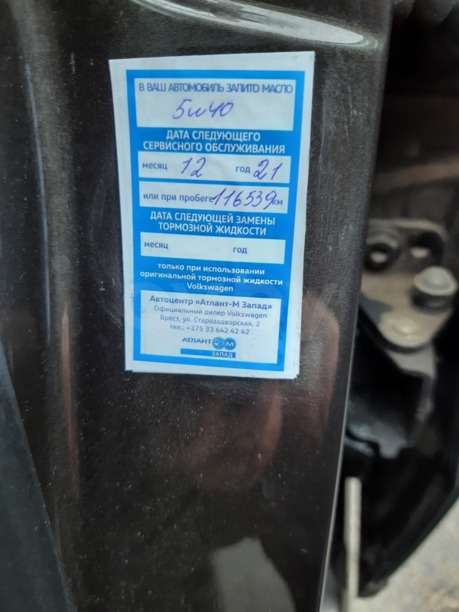 В ВАШ АВТОМОБИЛЬ ЗАЛИТО МАСЛО
5w40
ДАТА СЛЕДУЮЩЕГО
СЕРВИСНОГО ОБСЛУЖИВАНИЯ
месяц 12 год 21
или при пробеге 116539 км
ДАТА СЛЕДУЮЩЕЙ ЗАМЕНЫ
ТОРМОЗНОЙ ЖИДКОСТИ
месяц год
только при использовании
оригинальной тормозной жидкости
Volkswagen
Автоцентр «Атлант-М Запад»
Официальный дилер Volkswagen
Брест, ул. Старозадворская, 2
тел., +375 33 642 42 42
АТЛАНТ М
ЗАПАД